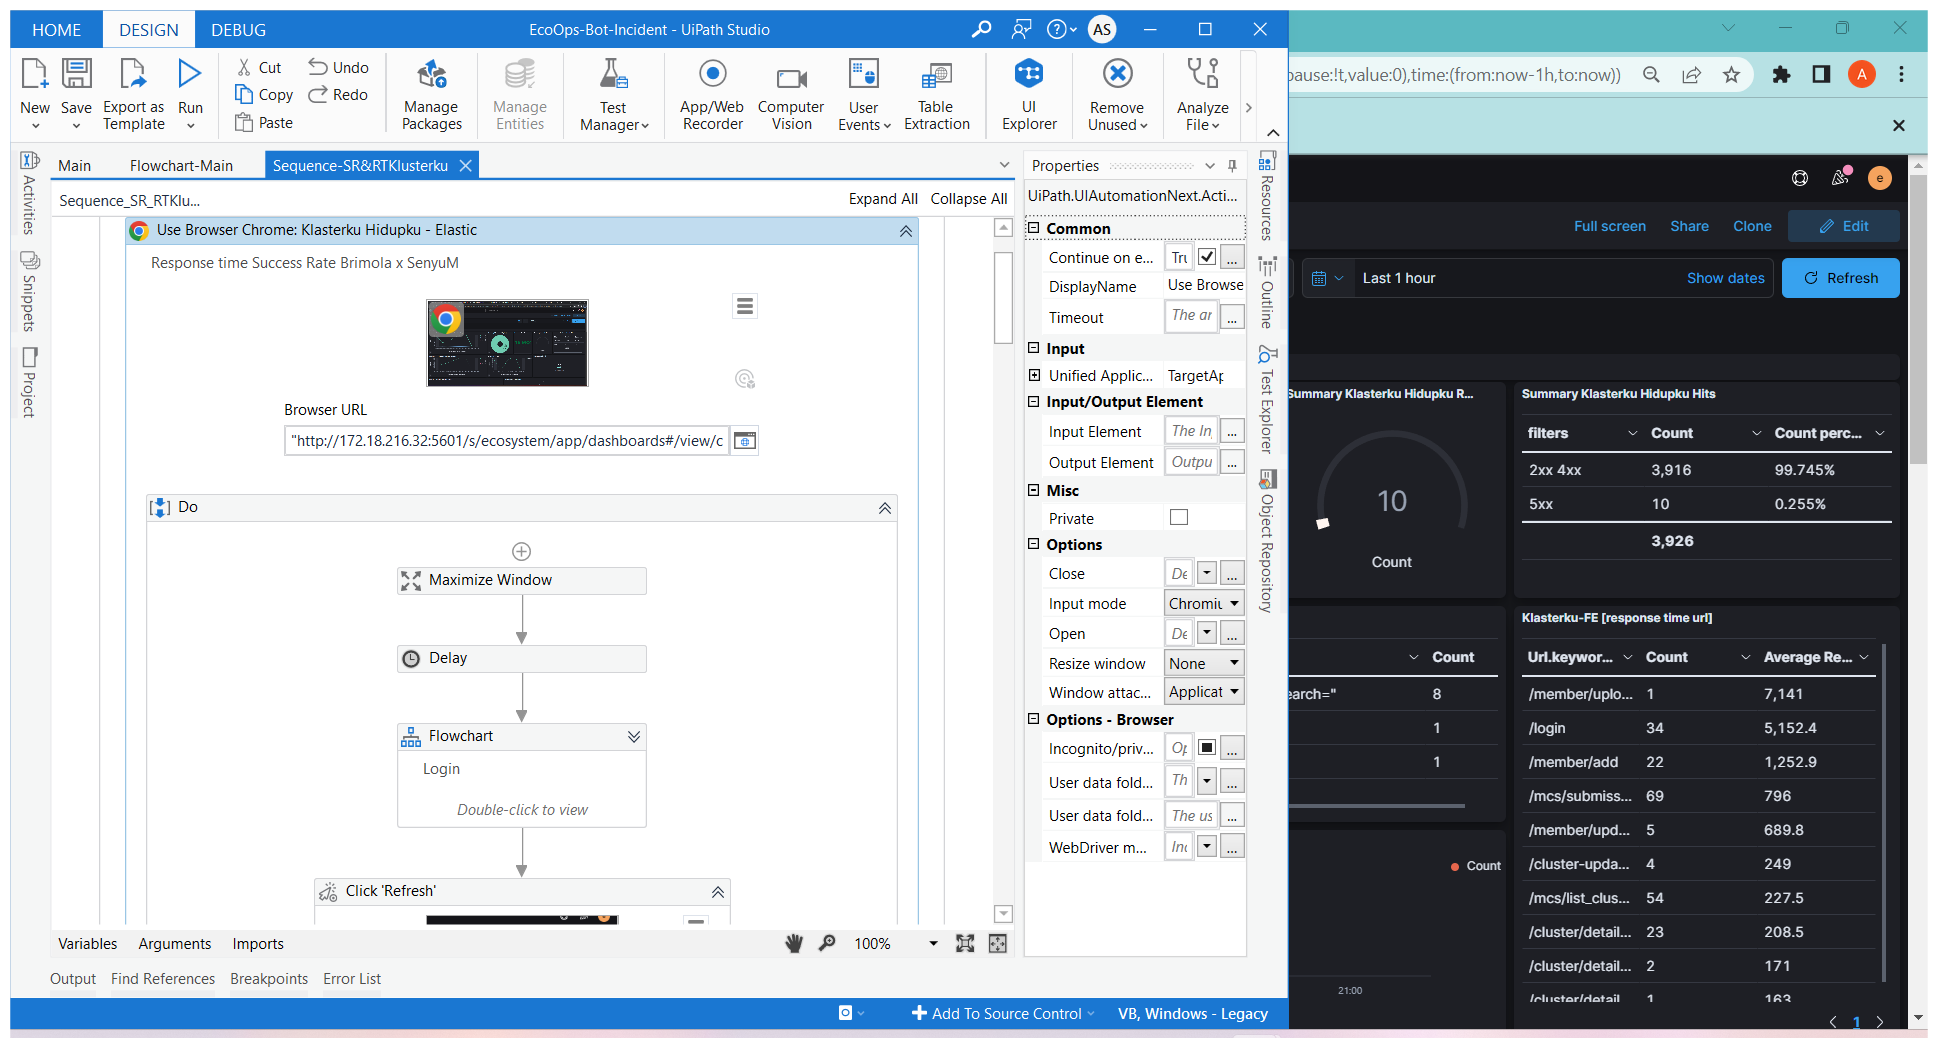 HOME DESIGN DEBUG
EcoOps-Bot-Incident - UiPath Studio
AS
New Save Export as Template Run
Cut
Copy
Paste
Undo
Redo
Manage Packages
Manage Entities
Test Manager
App/Web Recorder
Computer Vision
User Events
Table Extraction
UI Explorer
Remove Unused
Analyze File
Activities
Snippets
Project
Main Flowchart-Main Sequence-SR&RTKlusterku
Sequence_SR_RTKlu...
Expand All Collapse All
Use Browser Chrome: Klasterku Hidupku - Elastic
Response time Success Rate Brimola x SenyuM
Browser URL
"http://172.18.216.32:5601/s/ecosystem/app/dashboards#/view/c
Do
Maximize Window
Delay
Flowchart
Login
Double-click to view
Click 'Refresh'
Variables Arguments Imports
100%
Output Find References Breakpoints Error List
Add To Source Control
VB, Windows - Legacy
Properties
UiPath.UIAutomationNext.Acti...
Common
Continue on e... Tru ...
DisplayName Use Browse
Timeout The ar ...
Input
Unified Applic... TargetAp
Input/Output Element
Input Element The In ...
Output Element Outpu ...
Misc
Private
Options
Close De ...
Input mode Chromiu
Open De ...
Resize window None
Window attac... Applicat
Options - Browser
Incognito/priv... Op ...
User data fold... Th ...
User data fold... The us ...
WebDriver m... Inc ...
Resources
Outline
Test Explorer
Object Repository
pause:!t,value:0),time:(from:now-1h,to:now))
A
e
Full screen Share Clone Edit
Last 1 hour Show dates Refresh
Summary Klasterku Hidupku R...
10
Count
Summary Klasterku Hidupku Hits
filters Count Count perc...
2xx 4xx 3,916 99.745%
5xx 10 0.255%
3,926
Count
earch=" 8
1
1
Count
21:00
Klasterku-FE [response time url]
Url.keywor... Count Average Re...
/member/uplo... 1 7,141
/login 34 5,152.4
/member/add 22 1,252.9
/mcs/submiss... 69 796
/member/upd... 5 689.8
/cluster-upda... 4 249
/mcs/list_clus... 54 227.5
/cluster/detail... 23 208.5
/cluster/detail... 2 171
/cluster/detail 1 163
1